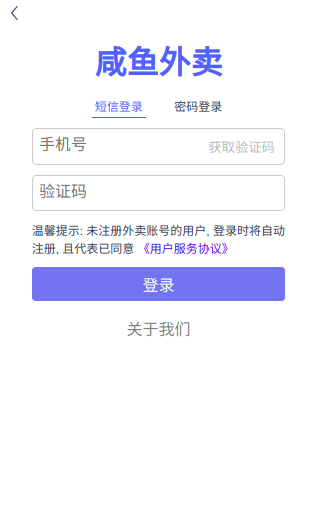 咸鱼外卖
短信登录 密码登录
手机号 获取验证码
验证码
温馨提示: 未注册外卖账号的用户, 登录时将自动
注册, 且代表已同意 《用户服务协议》
登录
关于我们